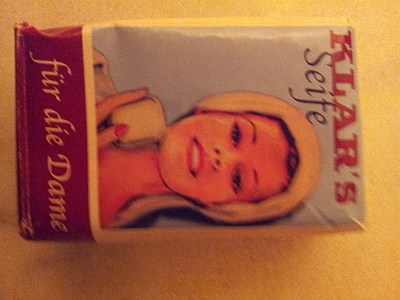 KLAR's
Seife
für die Dame